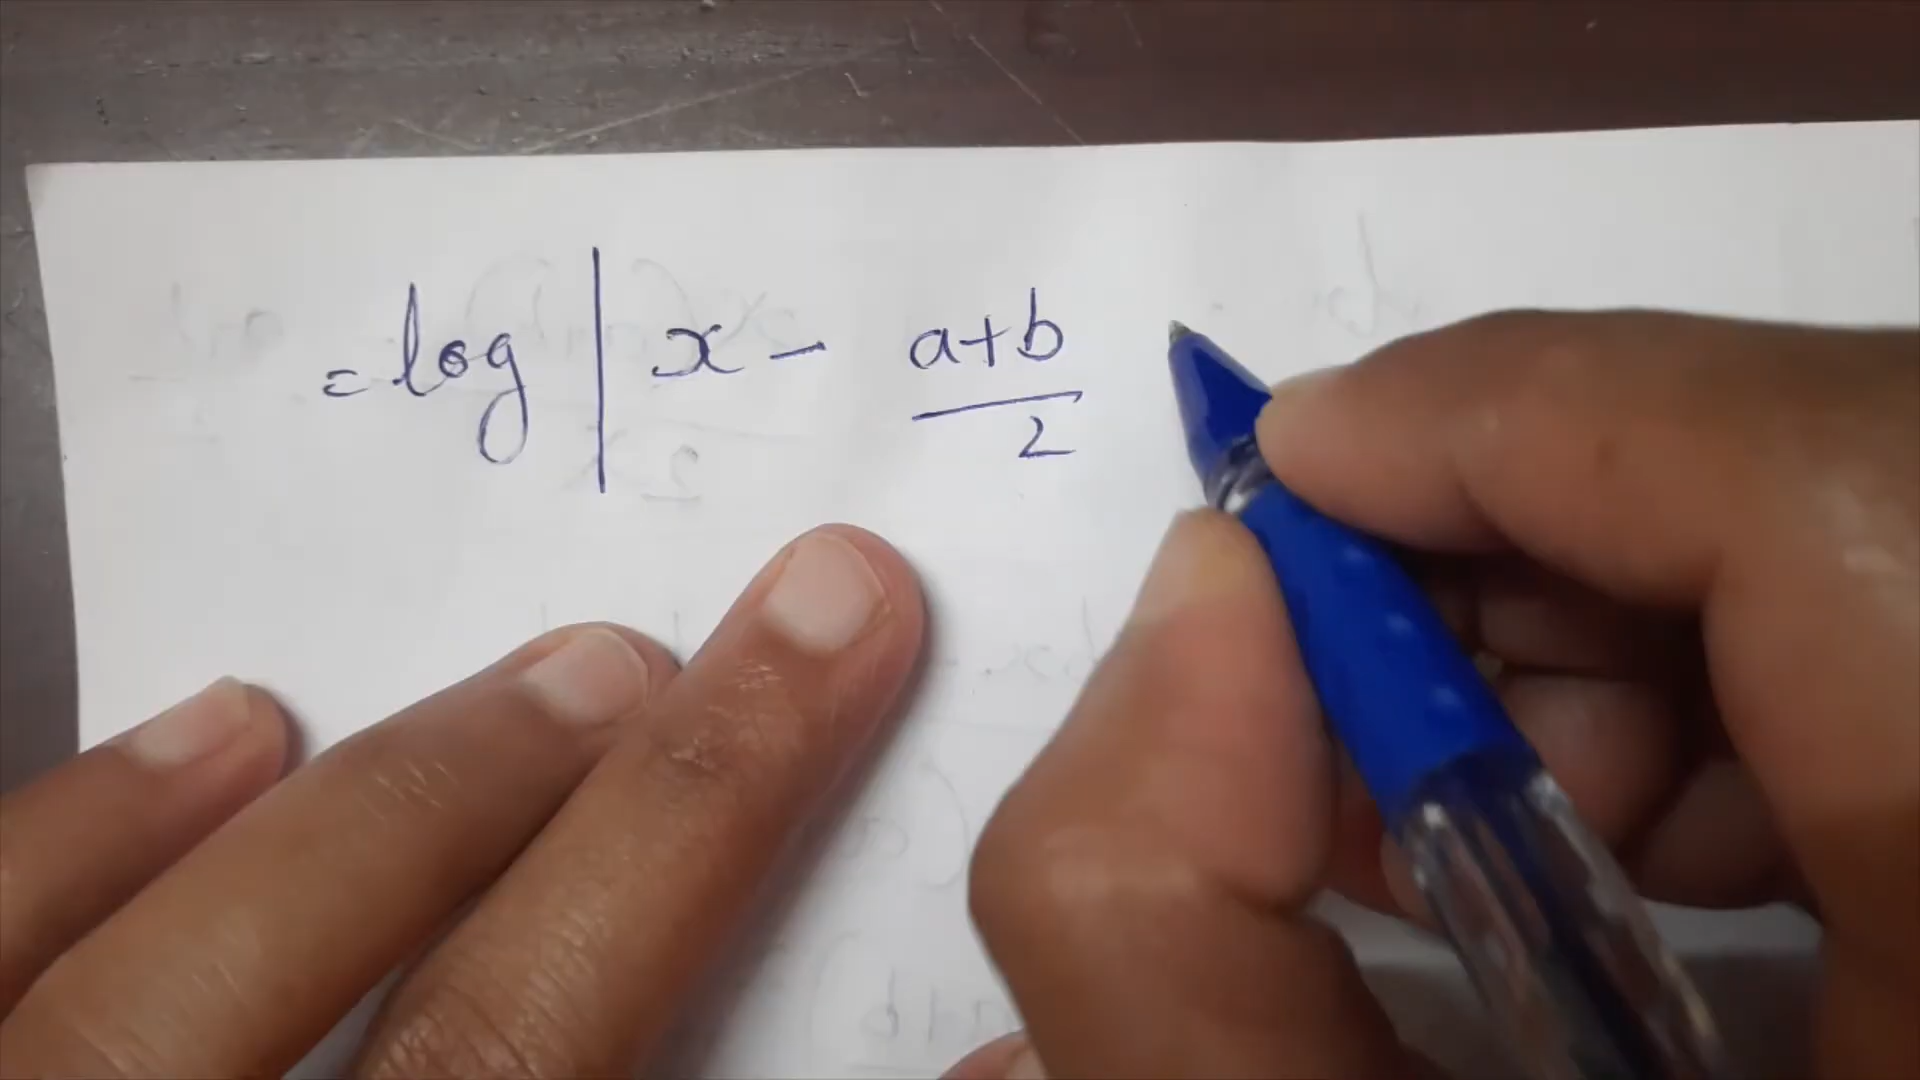 = log | x - a+b/2